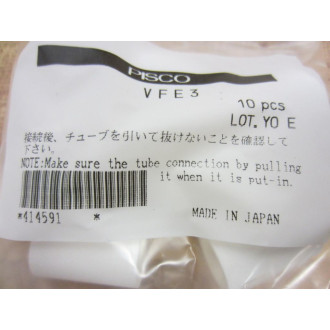 PISCO
VFE3
10 pcs
LOT. YO E
接続後、チューブを引いて抜けないことを確認して
下さい。
NOTE:Make sure the tube connection by pulling
it when it is put-in.
*414591 *
MADE IN JAPAN